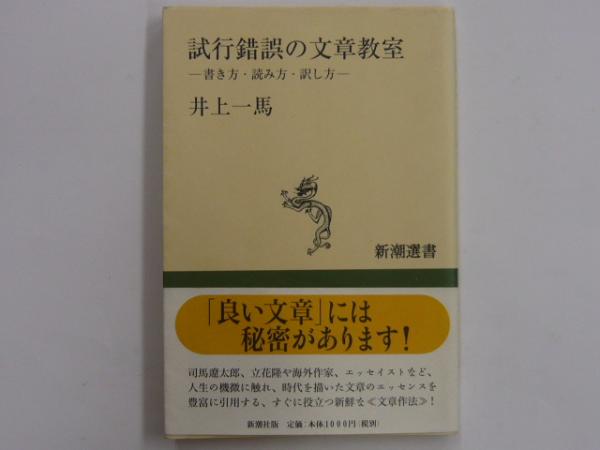 試行錯誤の文章教室
―書き方・読み方・訳し方―
井上一馬
新潮選書
「良い文章」には
秘密があります!
司馬遼太郎、立花隆や海外作家、エッセイストなど、
人生の機微に触れ、時代を描いた文章のエッセンスを
豊富に引用する、すぐに役立つ新鮮な≪文章作法≫!
新潮社版 定価:本体1000円(税別)